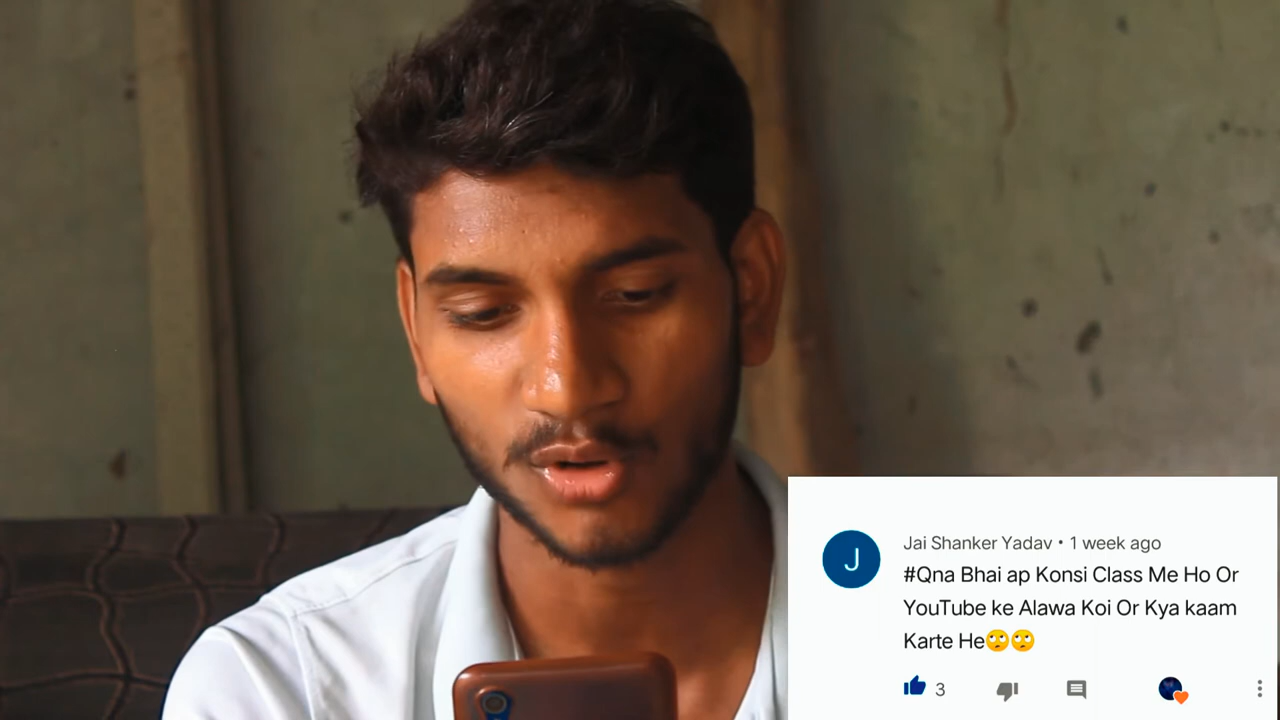 J
Jai Shanker Yadav • 1 week ago
#Qna Bhai ap Konsi Class Me Ho Or
YouTube ke Alawa Koi Or Kya kaam
Karte He🙄🙄
3